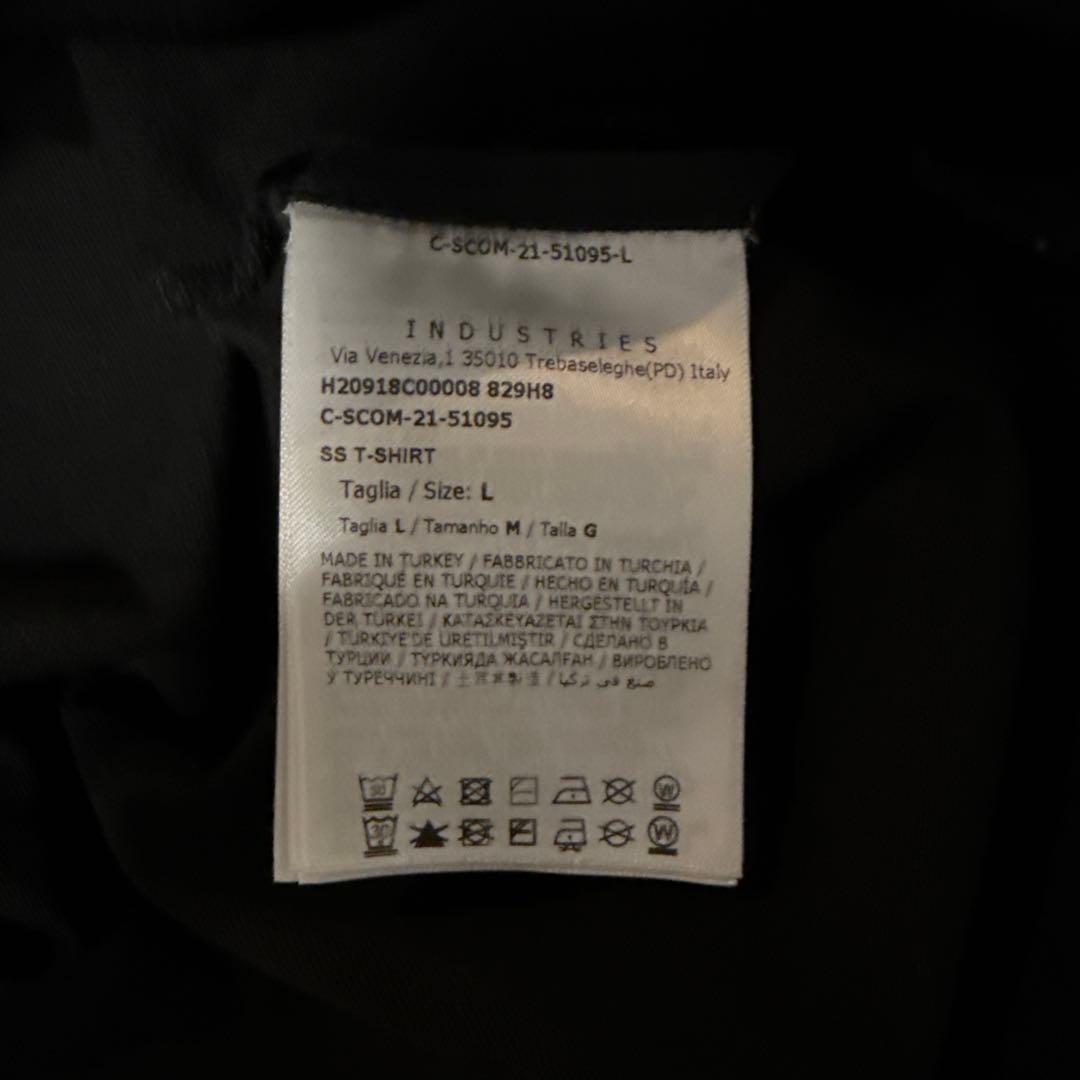 C-SCOM-21-51095-L
INDUSTRIES
Via Venezia,1 35010 Trebaseleghe(PD) Italy
H20918C00008 829H8
C-SCOM-21-51095
SS T-SHIRT
Taglia / Size: L
Taglia L / Tamanho M / Talla G
MADE IN TURKEY / FABBRICATO IN TURCHIA /
FABRIQUÉ EN TURQUIE / HECHO EN TURQUÍA /
FABRICADO NA TURQUIA / HERGESTELLT IN
DER TÜRKEI / ΚΑΤΑΣΚΕΥΑΖΕΤΑΙ ΣΤΗΝ ΤΟΥΡΚΙΑ
/ TÜRKIYE'DE ÜRETILMIŞTIR / СДЕЛАНО В
ТУРЦИИ / ТҮРКИЯДА ЖАСАЛҒАН / ВИРОБЛЕНО
У ТУРЕЧЧИНІ / 土耳其制造 / صنع في تركيا
30
W
30
W